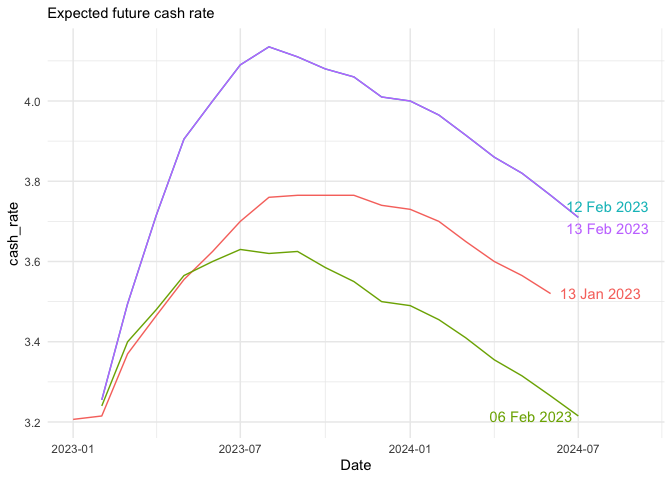 Expected future cash rate
cash_rate
4.0
3.8
3.6
3.4
3.2
12 Feb 2023
13 Feb 2023
13 Jan 2023
06 Feb 2023
2023-01
2023-07
2024-01
2024-07
Date